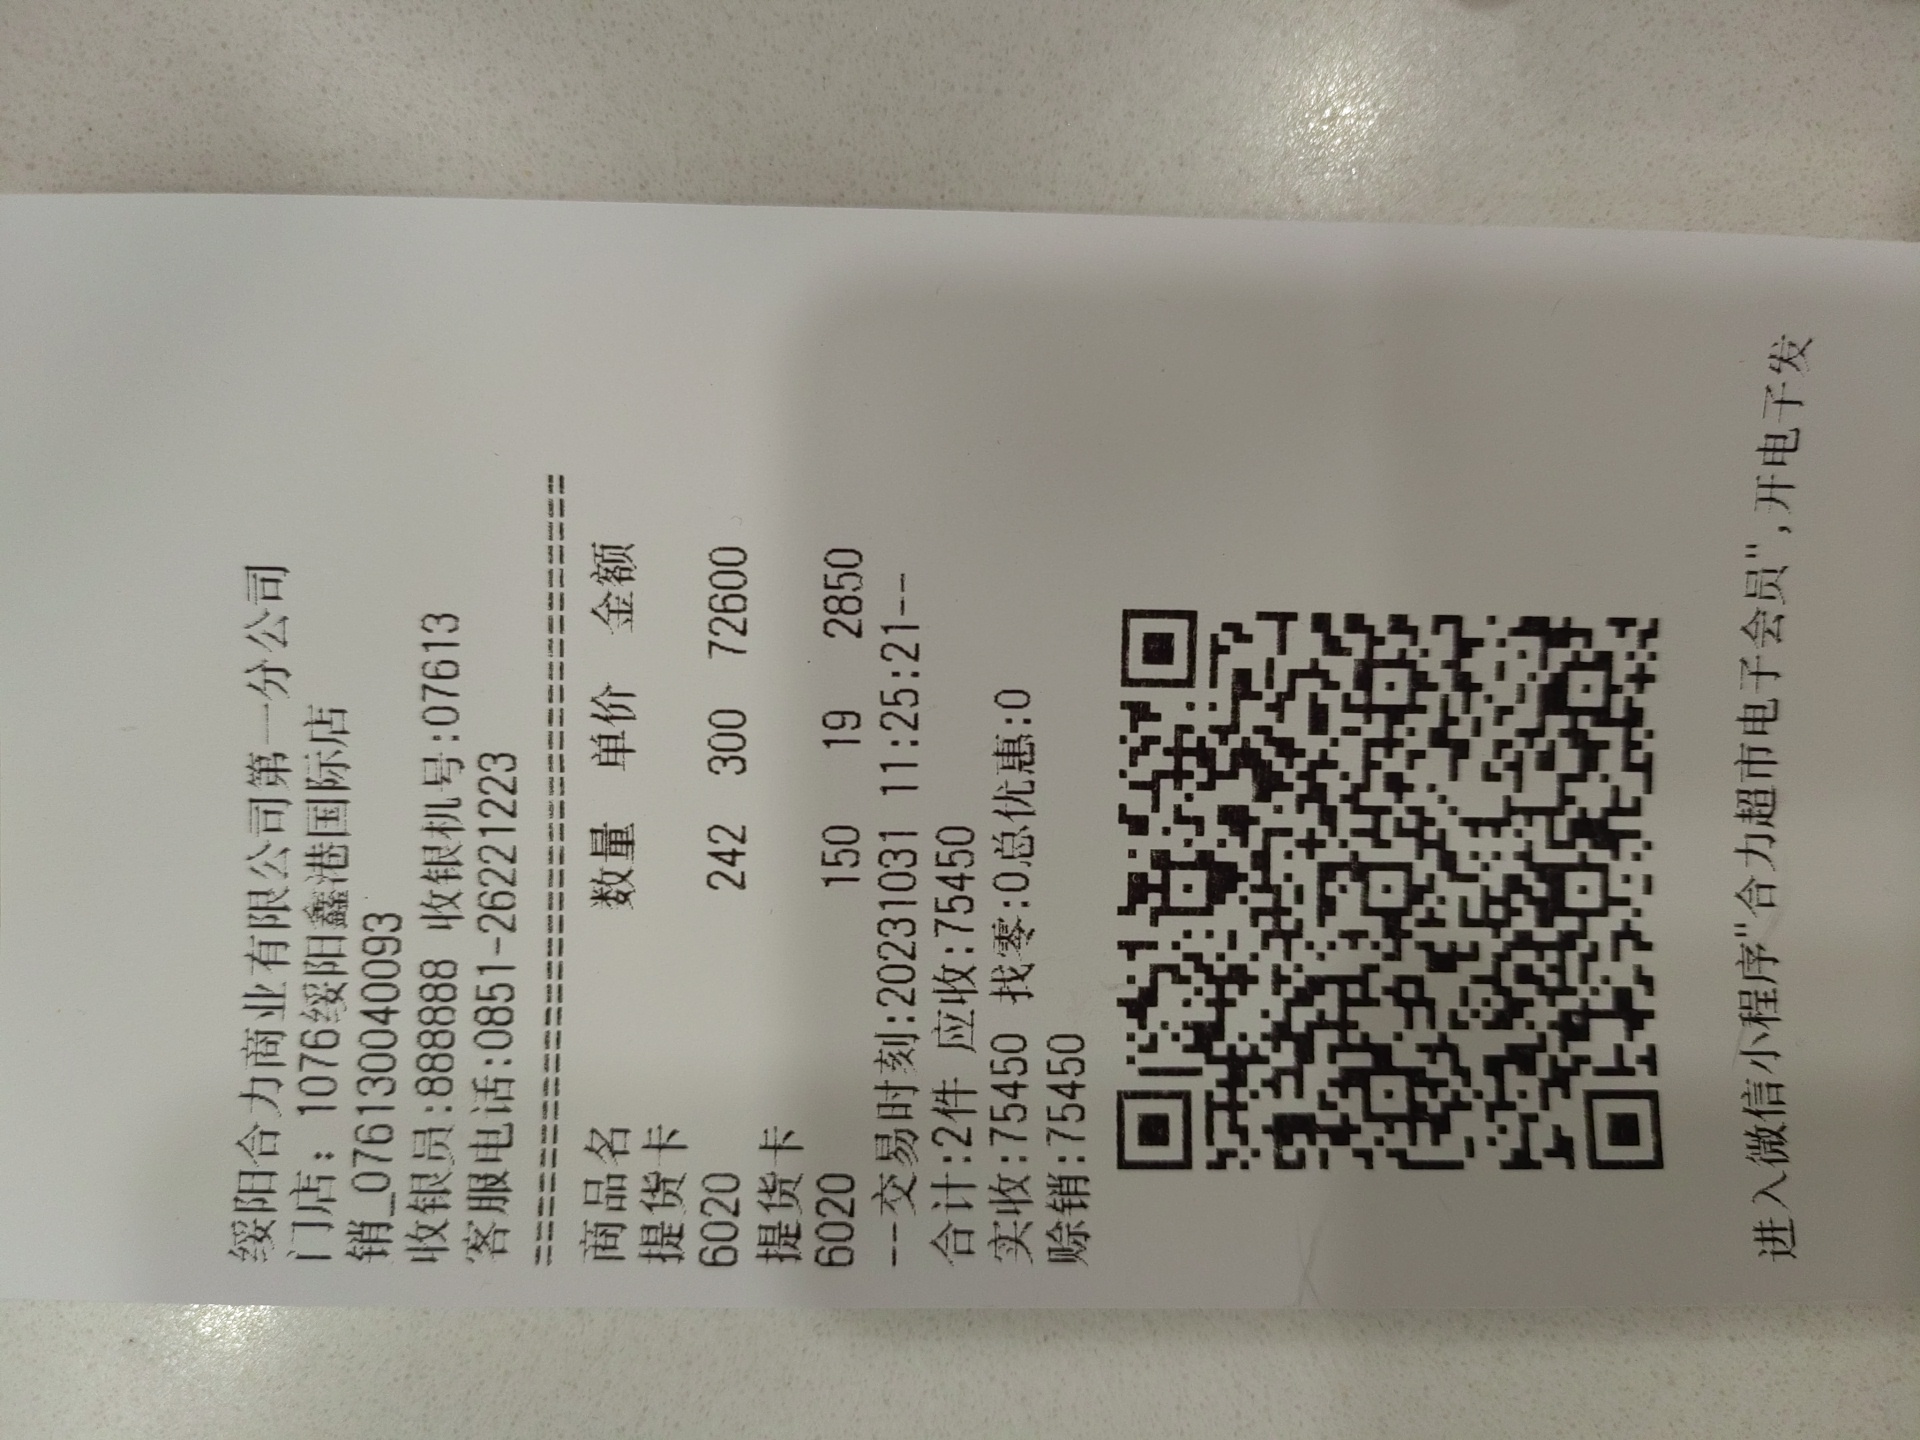 绥阳合力商业有限公司第一分公司
门店: 1076绥阳鑫港国际店
销_076130040093
收银员:888888 收银机号:07613
客服电话:0851-26221223
================================
商品名 数量 单价 金额
提货卡
6020 242 300 72600
提货卡
6020 150 19 2850
--交易时刻:20231031 11:25:21--
合计:2件 应收:75450
实收:75450 找零:0总优惠:0
赊销:75450
进入微信小程序"合力超市电子会员",开电子发